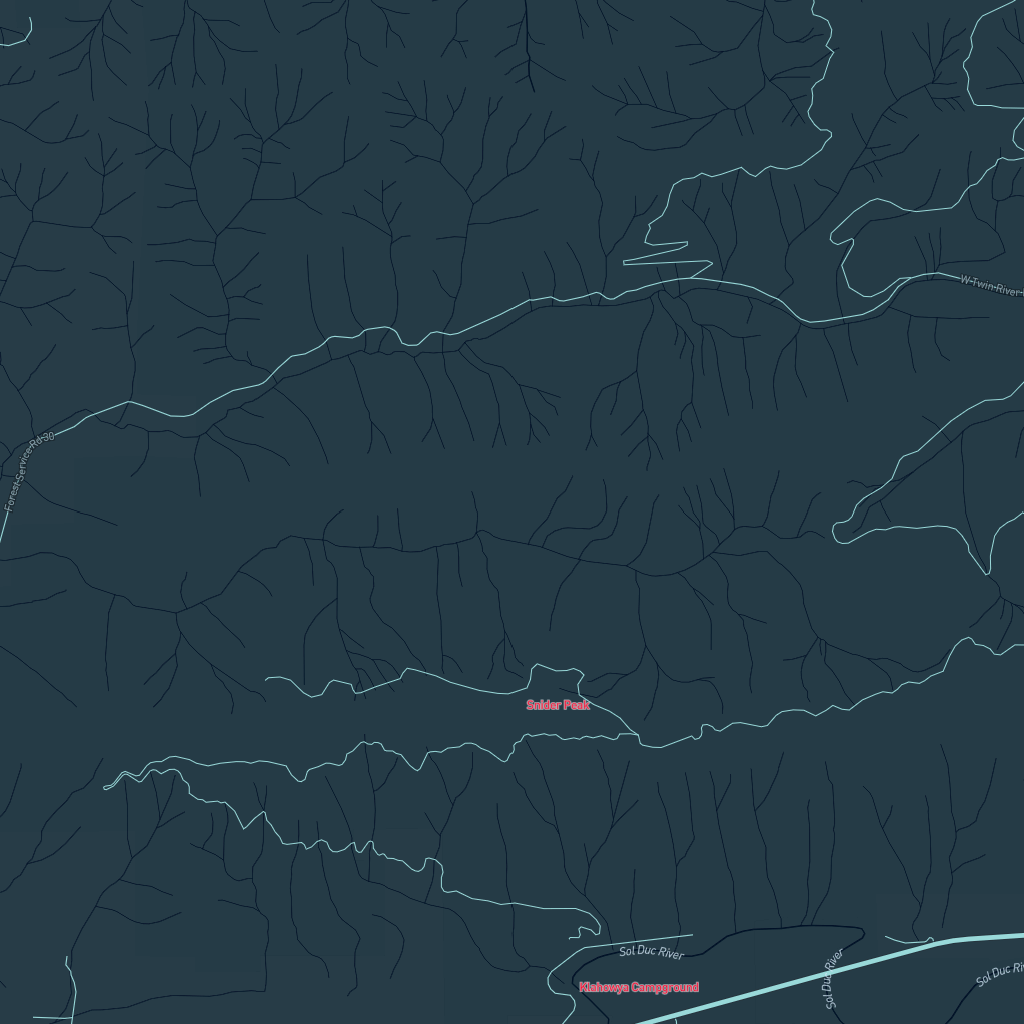 W Twin River
Forest Service Rd 30
Snider Peak
Sol Duc River
Sol Duc River
Sol Duc Riv
Klahowya Campground